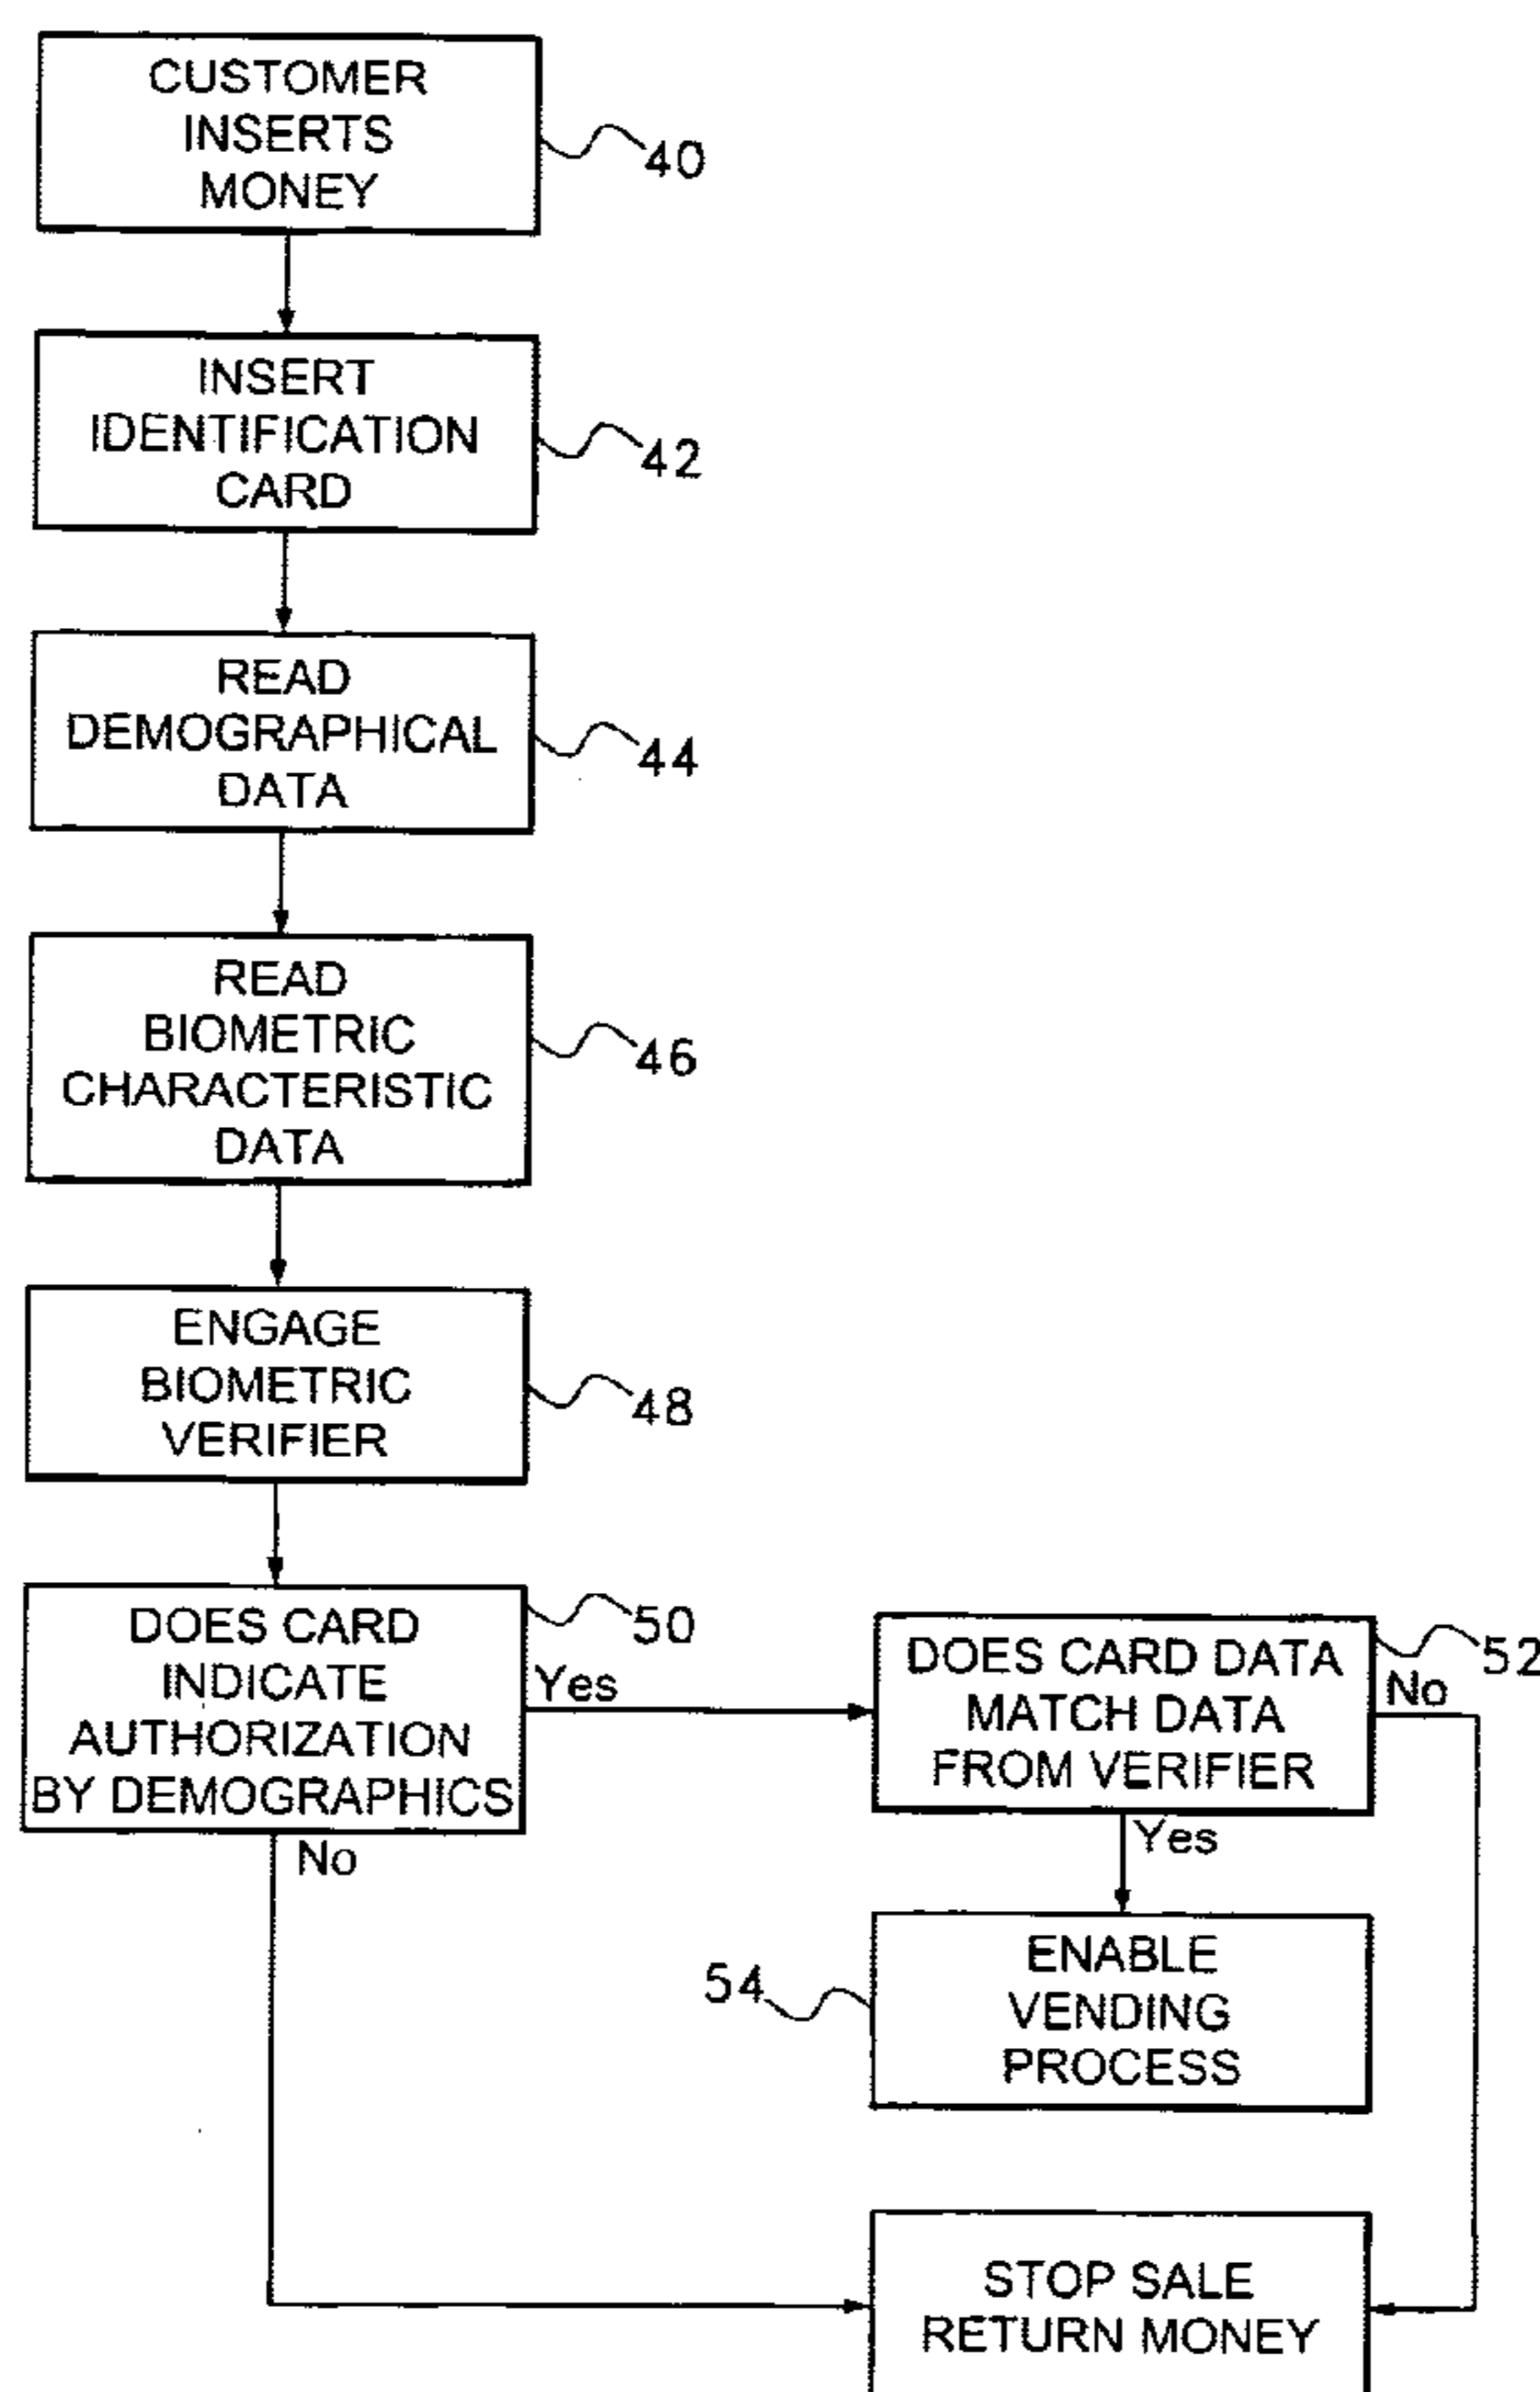 CUSTOMER
INSERTS
MONEY
40
INSERT
IDENTIFICATION
CARD
42
READ
DEMOGRAPHICAL
DATA
44
READ
BIOMETRIC
CHARACTERISTIC
DATA
46
ENGAGE
BIOMETRIC
VERIFIER
48
DOES CARD
INDICATE
AUTHORIZATION
BY DEMOGRAPHICS
50
Yes
No
DOES CARD DATA
MATCH DATA
FROM VERIFIER
52
No
Yes
ENABLE
VENDING
PROCESS
54
STOP SALE
RETURN MONEY